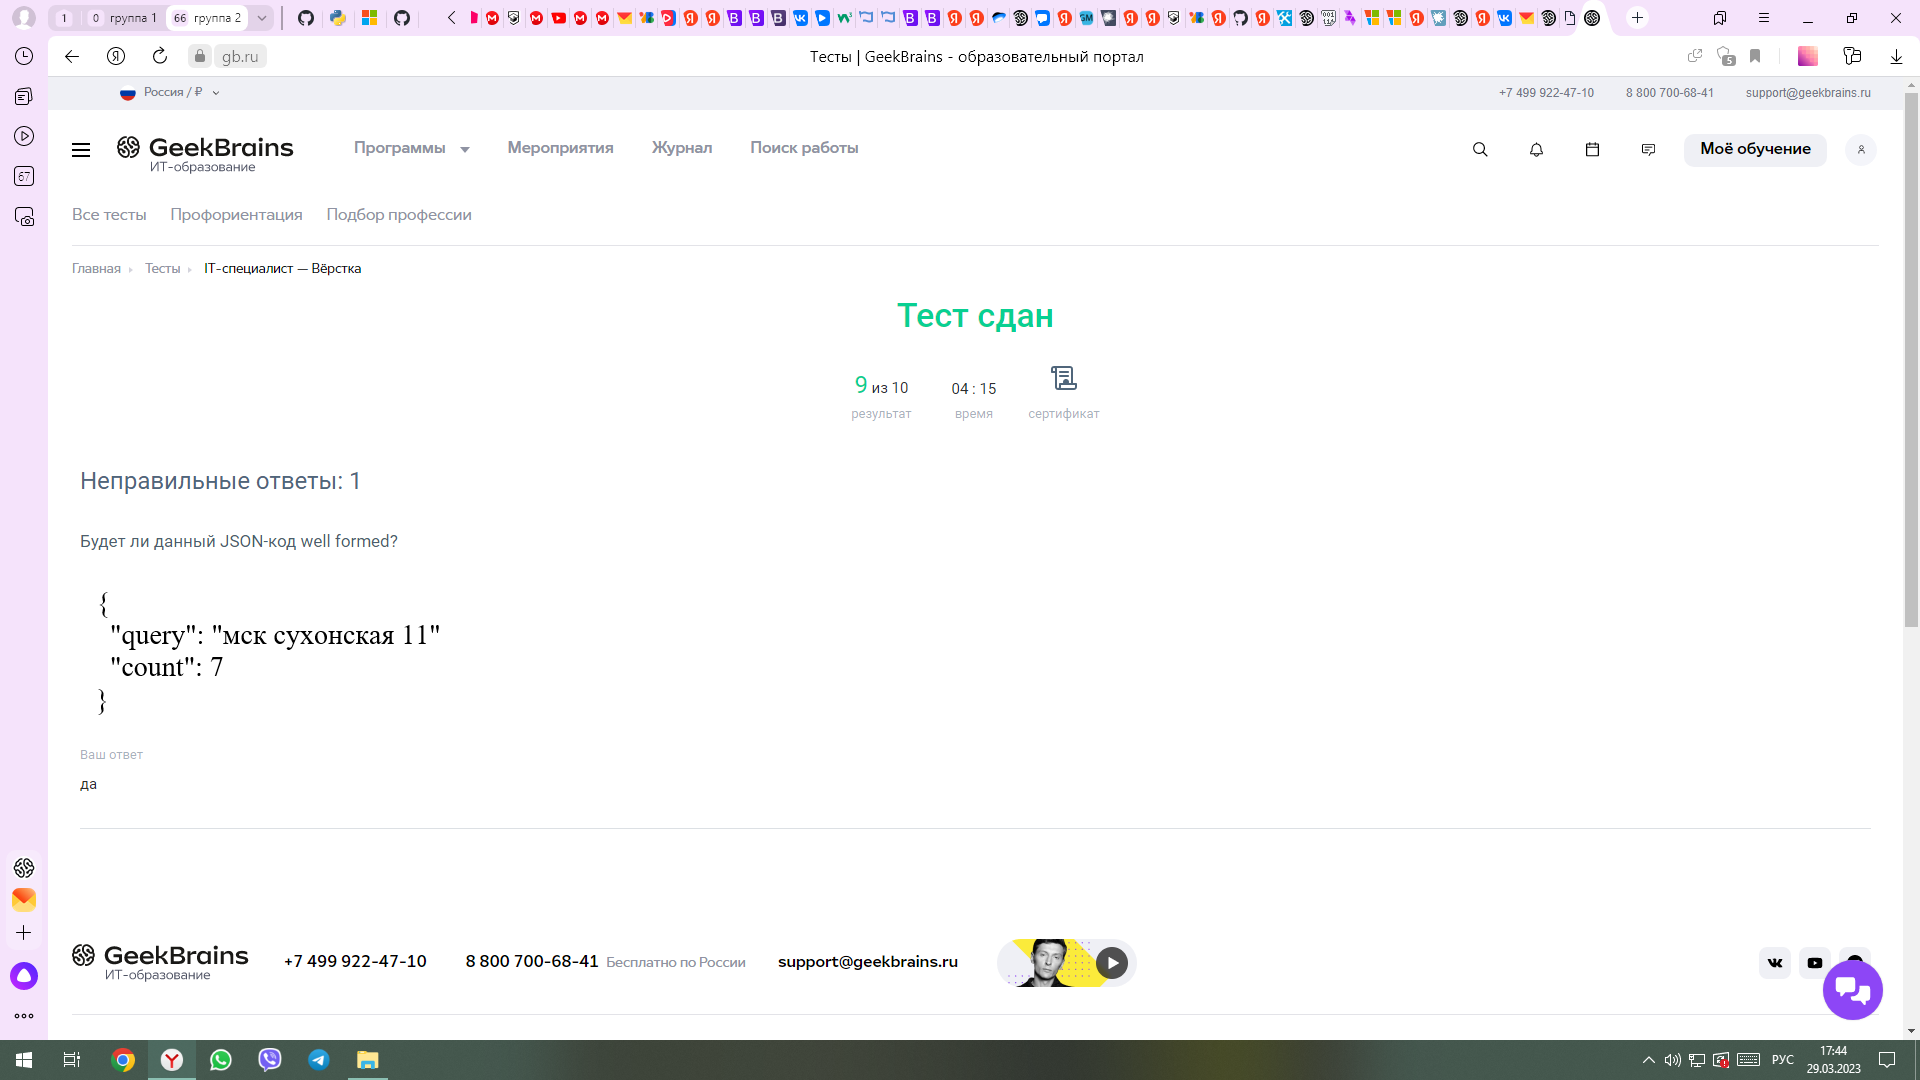 1
0 группа 1
66 группа 2
gb.ru
Тесты | GeekBrains - образовательный портал
5
67
Россия / ₽
+7 499 922-47-10
8 800 700-68-41
support@geekbrains.ru
GeekBrains
ИТ-образование
Программы
Мероприятия
Журнал
Поиск работы
Моё обучение
Все тесты
Профориентация
Подбор профессии
Главная
Тесты
IT-специалист — Вёрстка
Тест сдан
9 из 10
04 : 15
результат
время
сертификат
Неправильные ответы: 1
Будет ли данный JSON-код well formed?
{
"query": "мск сухонская 11"
"count": 7
}
Ваш ответ
да
GeekBrains
ИТ-образование
+7 499 922-47-10
8 800 700-68-41 Бесплатно по России
support@geekbrains.ru
РУС
17:44
29.03.2023